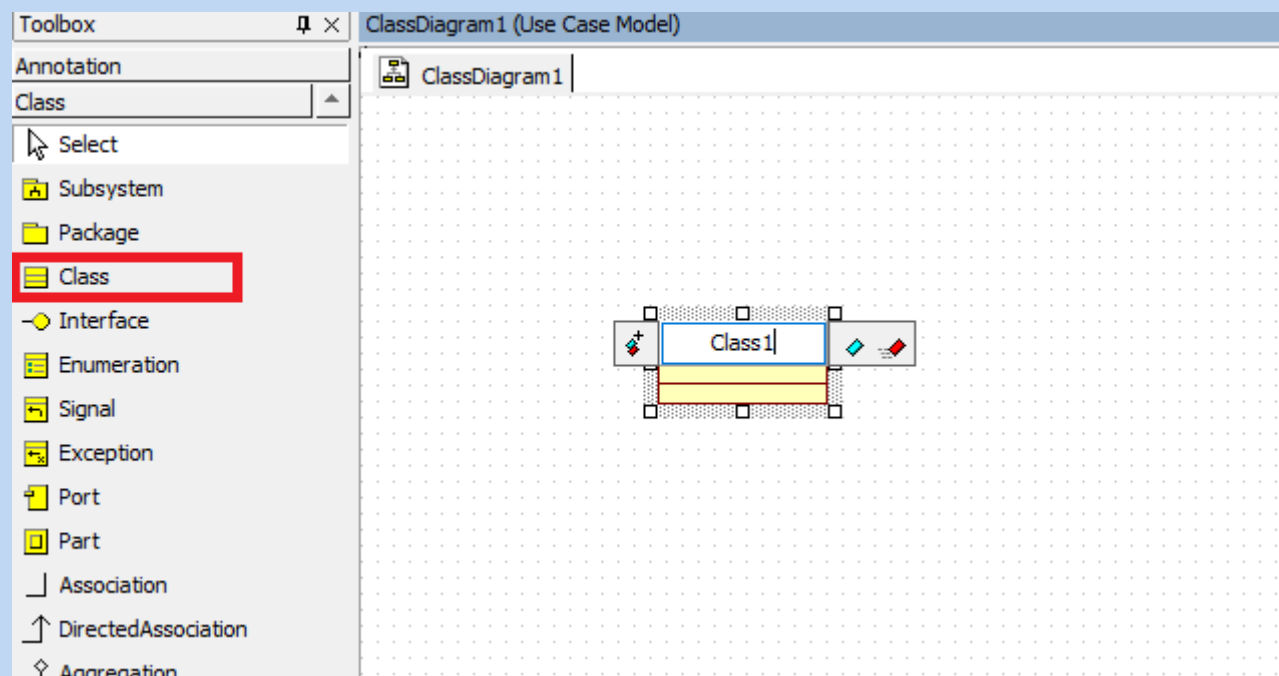 Toolbox
ClassDiagram1 (Use Case Model)
Annotation
ClassDiagram1
Class
Select
Subsystem
Package
Class
Interface
Class1
Enumeration
Signal
Exception
Port
Part
Association
DirectedAssociation
Aggregation